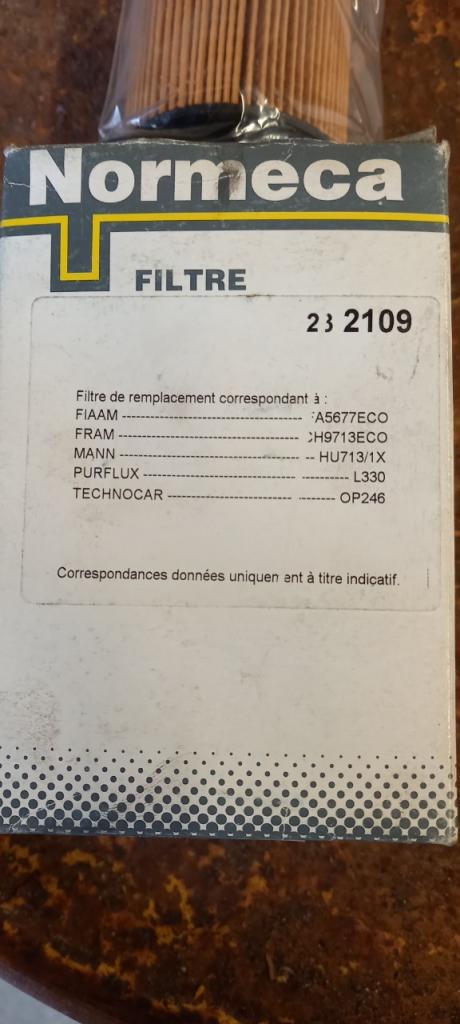 Normeca
FILTRE
23 2109
Filtre de remplacement correspondant à :
FIAAM ---------------------------------------- FA5677ECO
FRAM ---------------------------------------- CH9713ECO
MANN ---------------------------------------- HU713/1X
PURFLUX ---------------------------------------- L330
TECHNOCAR ------------------------------ OP246
Correspondances données uniquement à titre indicatif.